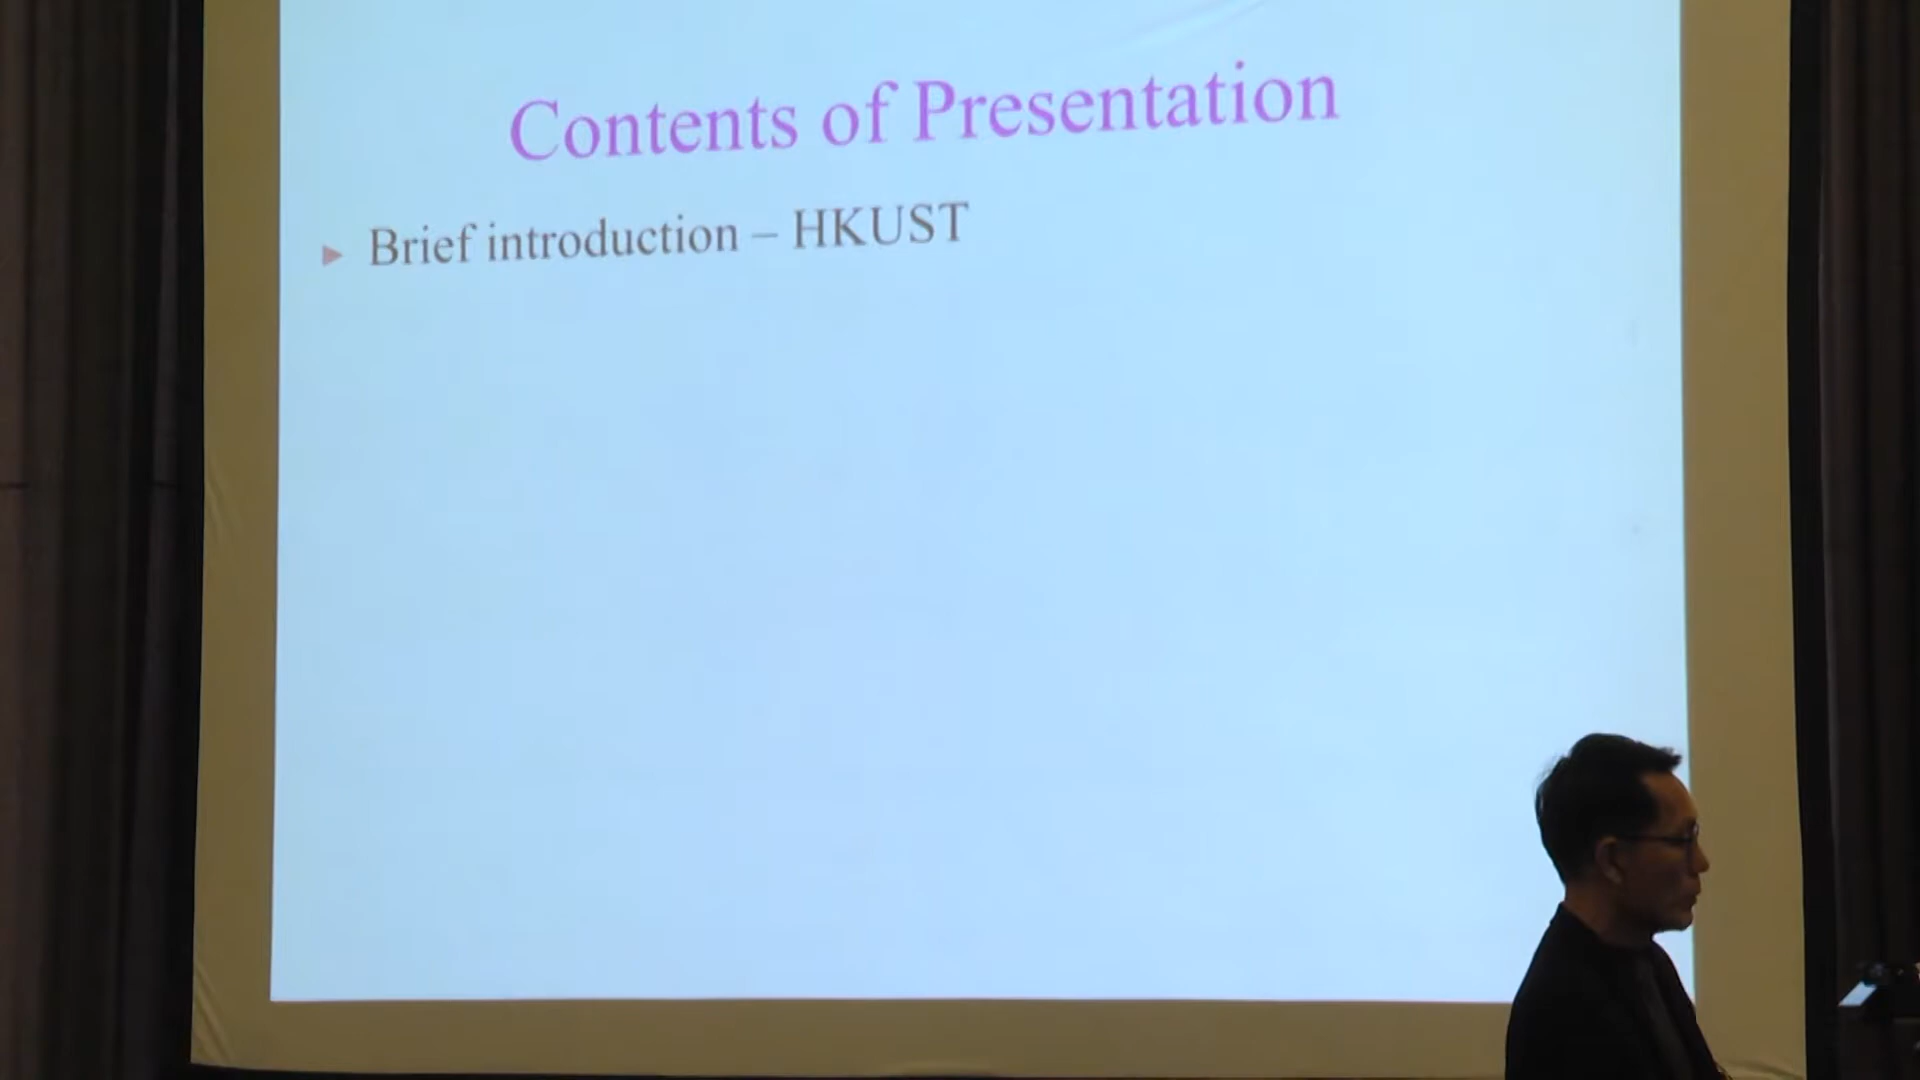 Contents of Presentation
Brief introduction – HKUST